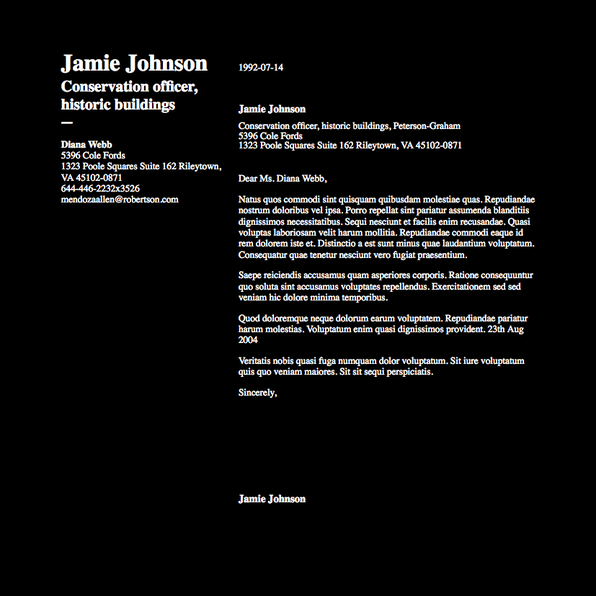 Jamie Johnson
Conservation officer,
historic buildings
—
Diana Webb
5396 Cole Fords
1323 Poole Squares Suite 162 Rileytown,
VA 45102-0871
644-446-2232x3526
mendozaallen@robertson.com
1992-07-14
Jamie Johnson
Conservation officer, historic buildings, Peterson-Graham
5396 Cole Fords
1323 Poole Squares Suite 162 Rileytown, VA 45102-0871
Dear Ms. Diana Webb,
Natus quos commodi sint quisquam quibusdam molestiae quas. Repudiandae
nostrum doloribus vel ipsa. Porro repellat sint pariatur assumenda blanditiis
dignissimos necessitatibus. Sequi nesciunt et facilis enim recusandae. Quasi
voluptas laboriosam velit harum mollitia. Repudiandae commodi eaque id
rem dolorem iste et. Distinctio a est sunt minus quae laudantium voluptatum.
Consequatur quae tenetur nesciunt vero fugiat praesentium.
Saepe reiciendis accusamus quam asperiores corporis. Ratione consequuntur
quo soluta sint accusamus voluptates repellendus. Exercitationem sed sed
veniam hic dolore minima temporibus.
Quod doloremque neque dolorum earum voluptatem. Repudiandae pariatur
harum molestias. Voluptatum enim quasi dignissimos provident. 23th Aug
2004
Veritatis nobis quasi fuga numquam dolor voluptatum. Sit iure voluptatum
quis quo veniam maiores. Sit sit sequi perspiciatis.
Sincerely,
Jamie Johnson